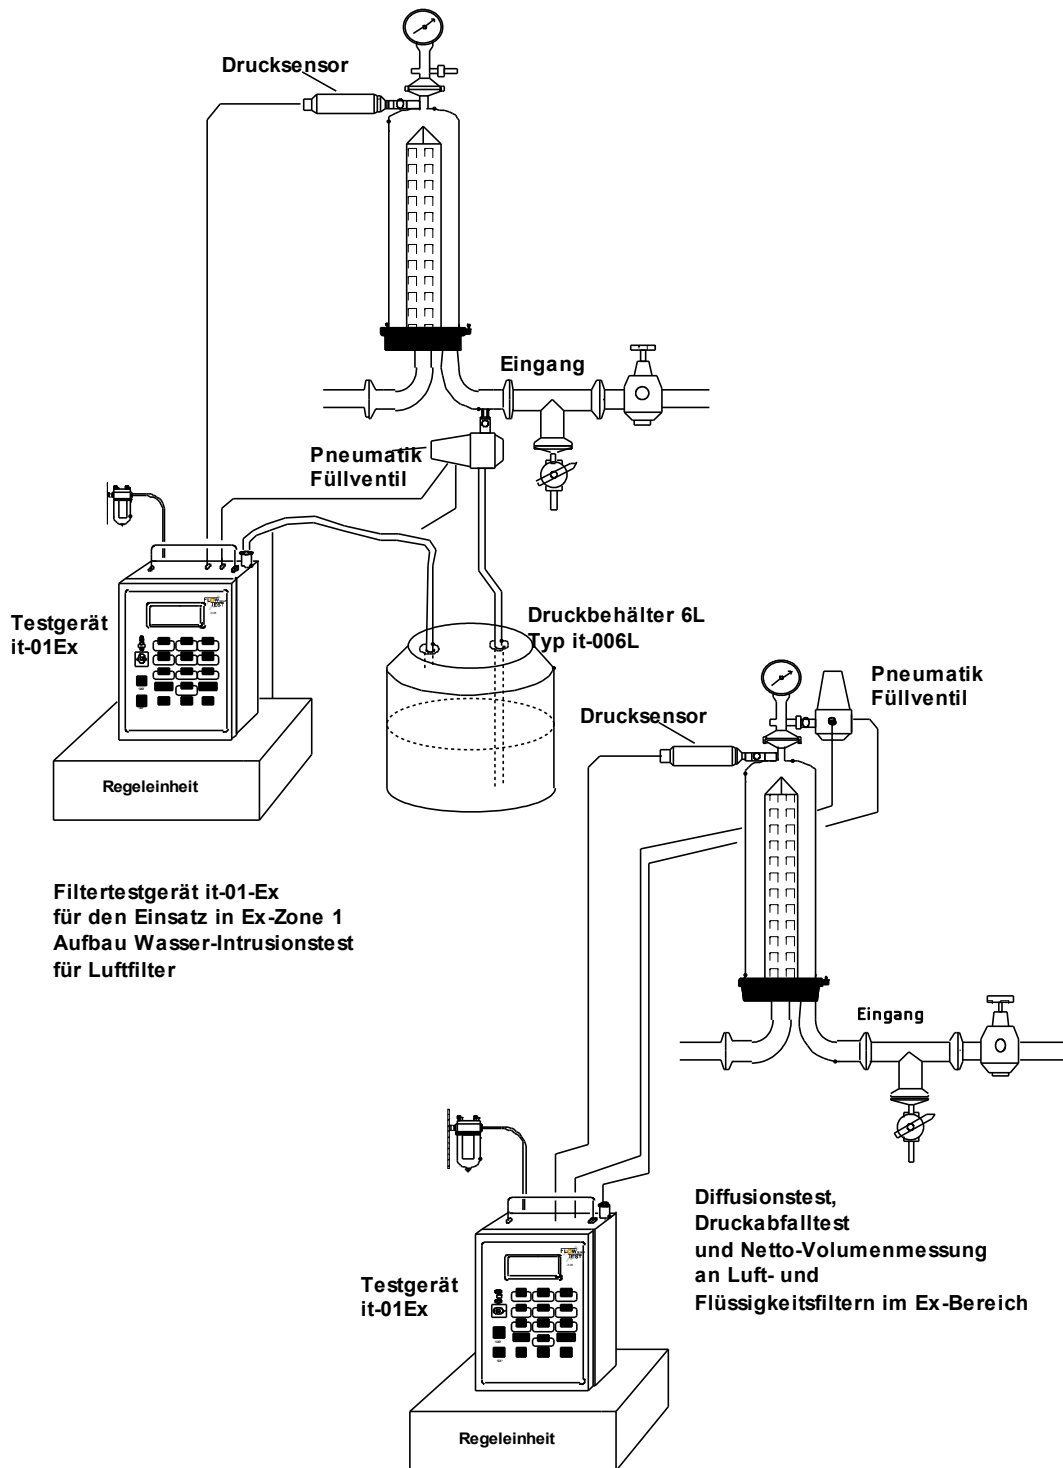 Drucksensor
Eingang
Pneumatik
Füllventil
Testgerät
it-01Ex
Druckbehälter 6L
Typ it-006L
Regeleinheit
Filtertestgerät it-01-Ex
für den Einsatz in Ex-Zone 1
Aufbau Wasser-Intrusionstest
für Luftfilter
Pneumatik
Füllventil
Drucksensor
Eingang
Testgerät
it-01Ex
Regeleinheit
Diffusionstest,
Druckabfalltest
und Netto-Volumenmessung
an Luft- und
Flüssigkeitsfiltern im Ex-Bereich